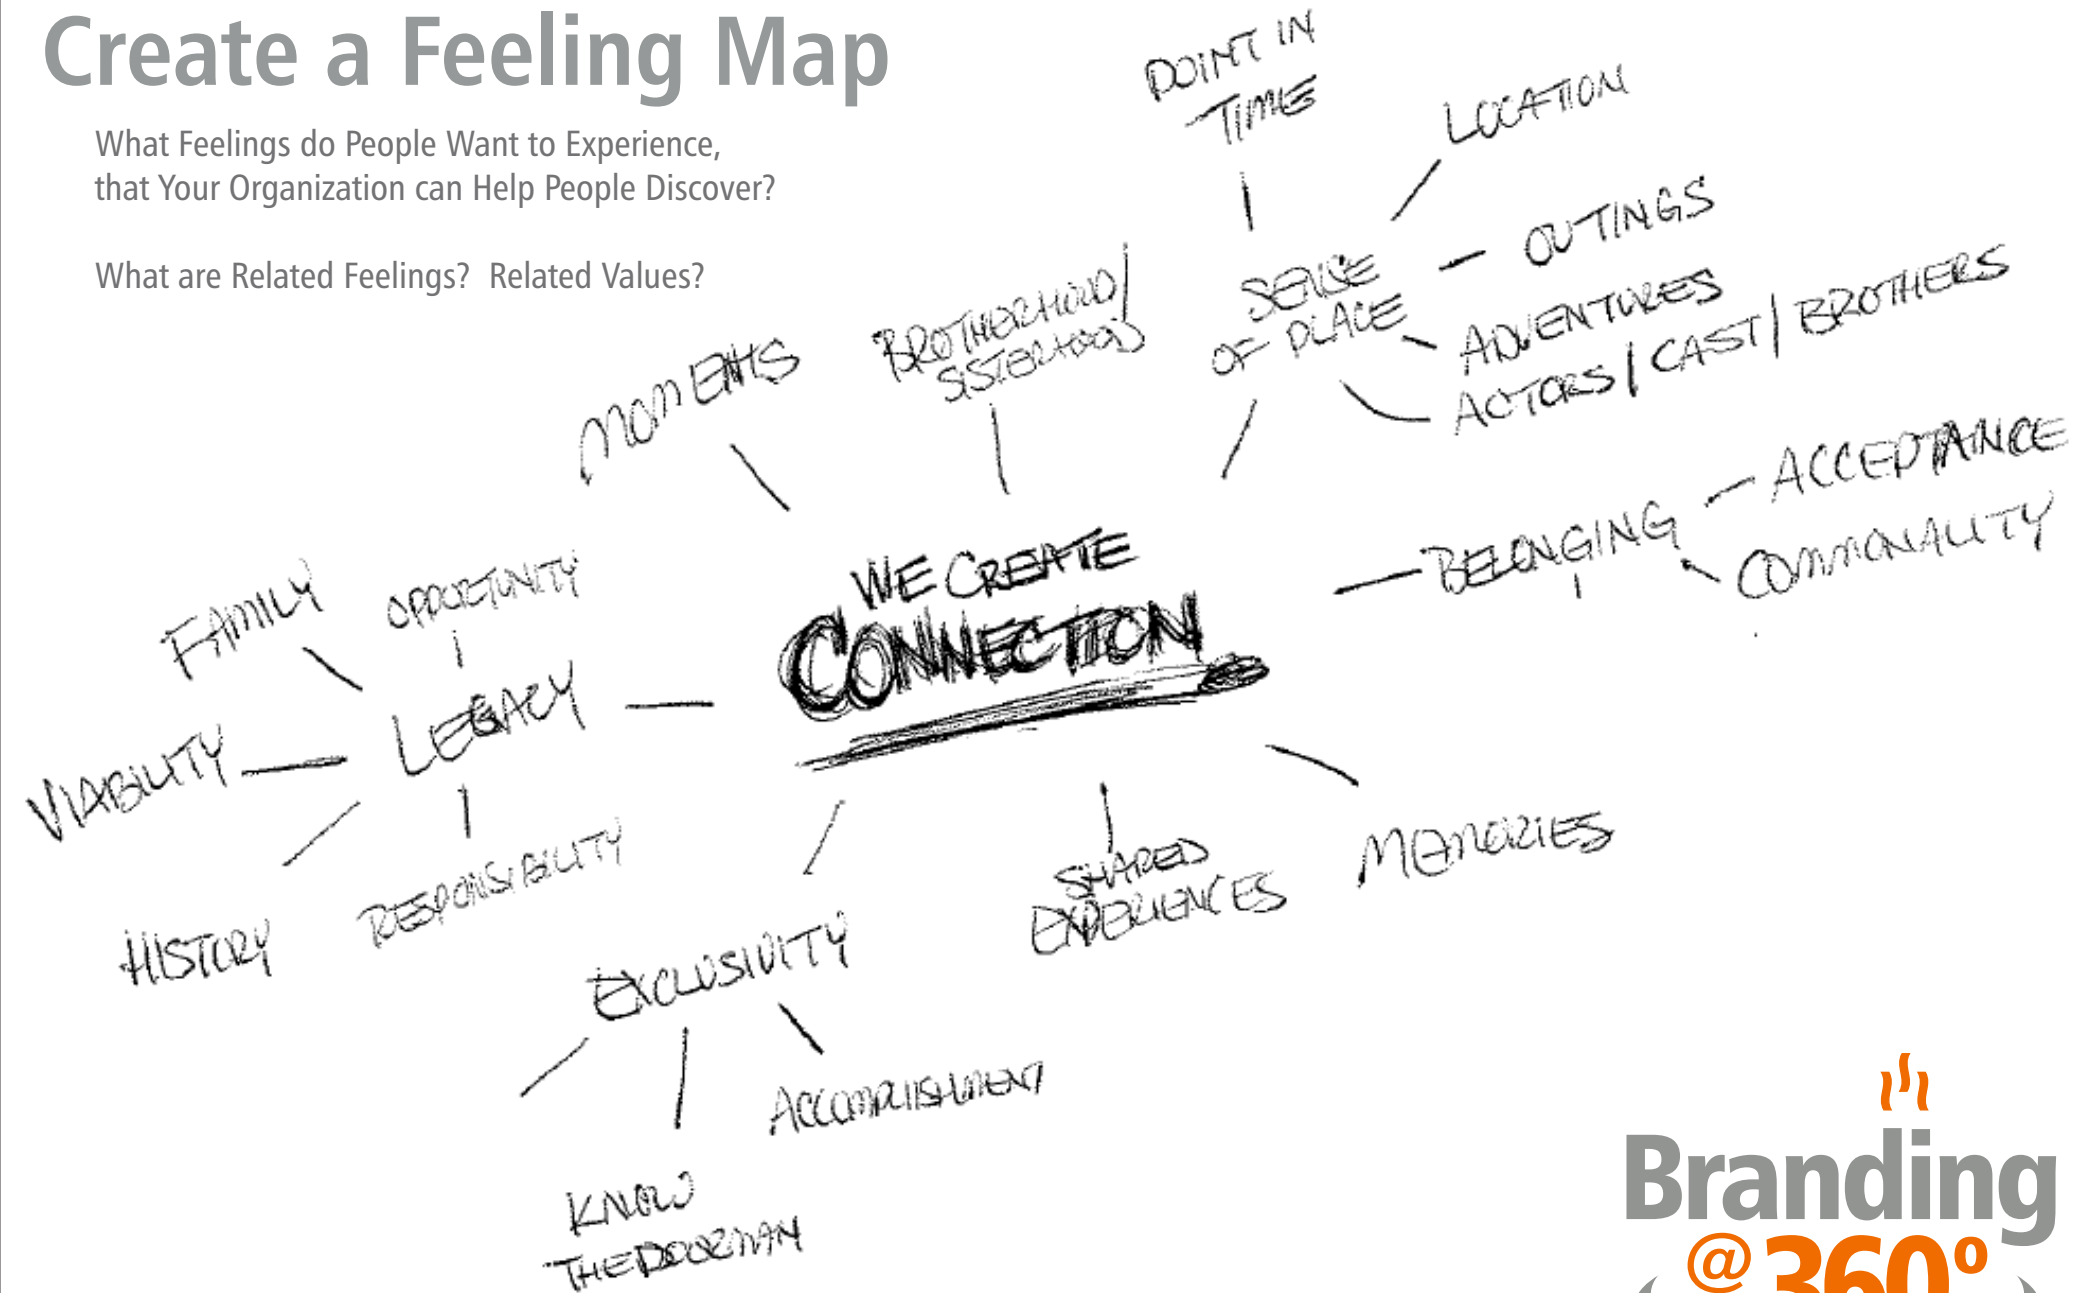 Create a Feeling Map
What Feelings do People Want to Experience,
that Your Organization can Help People Discover?
What are Related Feelings?  Related Values?
POINT IN
TIME
LOCATION
OUTINGS
SENSE
OF PLACE
ADVENTURES
ACTORS / CAST / BROTHERS
BROTHERHOOD/
SISTERHOOD
MOMENTS
ACCEPTANCE
BELONGING
COMMONALITY
WE CREATE
CONNECTION
FAMILY
OPPORTUNITY
LEGACY
VIABILITY
HISTORY
RESPONSIBILITY
MEMORIES
SHARED
EXPERIENCES
EXCLUSIVITY
ACCOMPLISHMENT
KNOW
THE DOORMAN
Branding
@ 360º